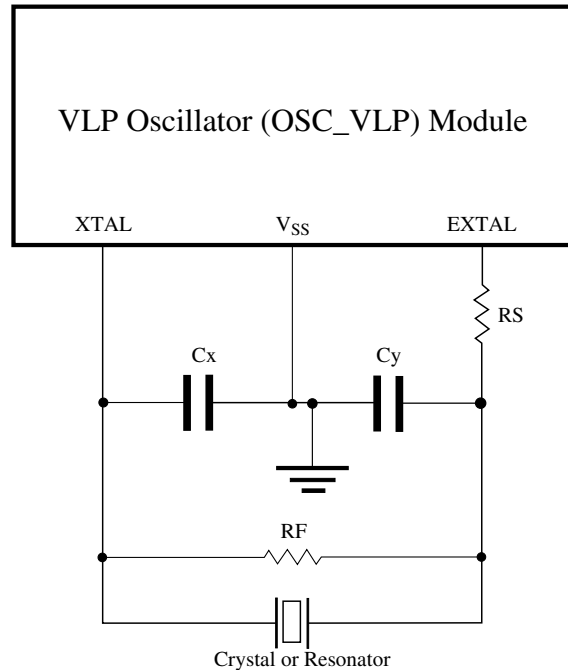 VLP Oscillator (OSC_VLP) Module
XTAL
VSS
EXTAL
RS
Cx
Cy
RF
Crystal or Resonator